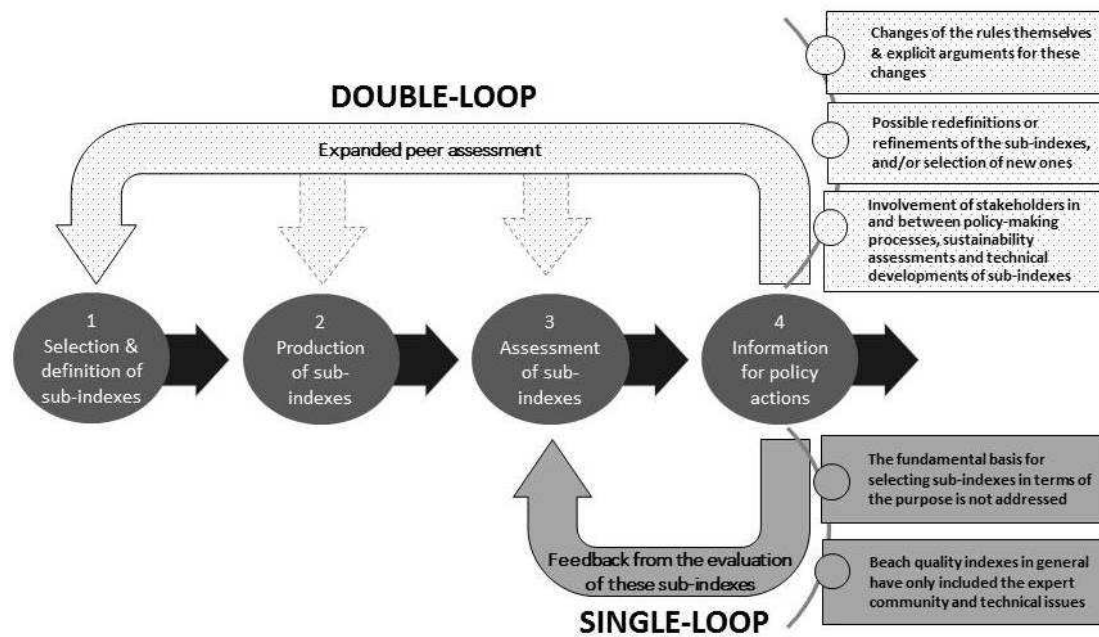 DOUBLE-LOOP
Expanded peer assessment
Changes of the rules themselves
& explicit arguments for these
changes
Possible redefinitions or
refinements of the sub-indexes,
and/or selection of new ones
Involvement of stakeholders in
and between policy-making
processes, sustainability
assessments and technical
developments of sub-indexes
1
Selection &
definition of
sub-indexes
2
Production
of sub-
indexes
3
Assessment
of sub-
indexes
4
Information
for policy
actions
The fundamental basis for
selecting sub-indexes in terms of
the purpose is not addressed
Beach quality indexes in general
have only included the expert
community and technical issues
Feedback from the evaluation
of these sub-indexes
SINGLE-LOOP